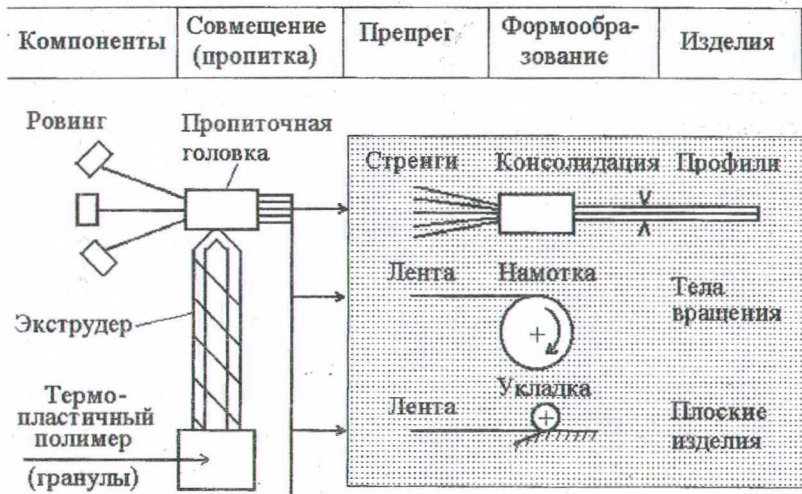 Компоненты
Совмещение
(пропитка)
Препрег
Формообра-
зование
Изделия
Ровинг
Пропиточная
головка
Стренги
Консолидация
Профили
Лента
Намотка
Тела
вращения
Экструдер
Термо-
пластичный
полимер
(гранулы)
Лента
Укладка
Плоские
изделия